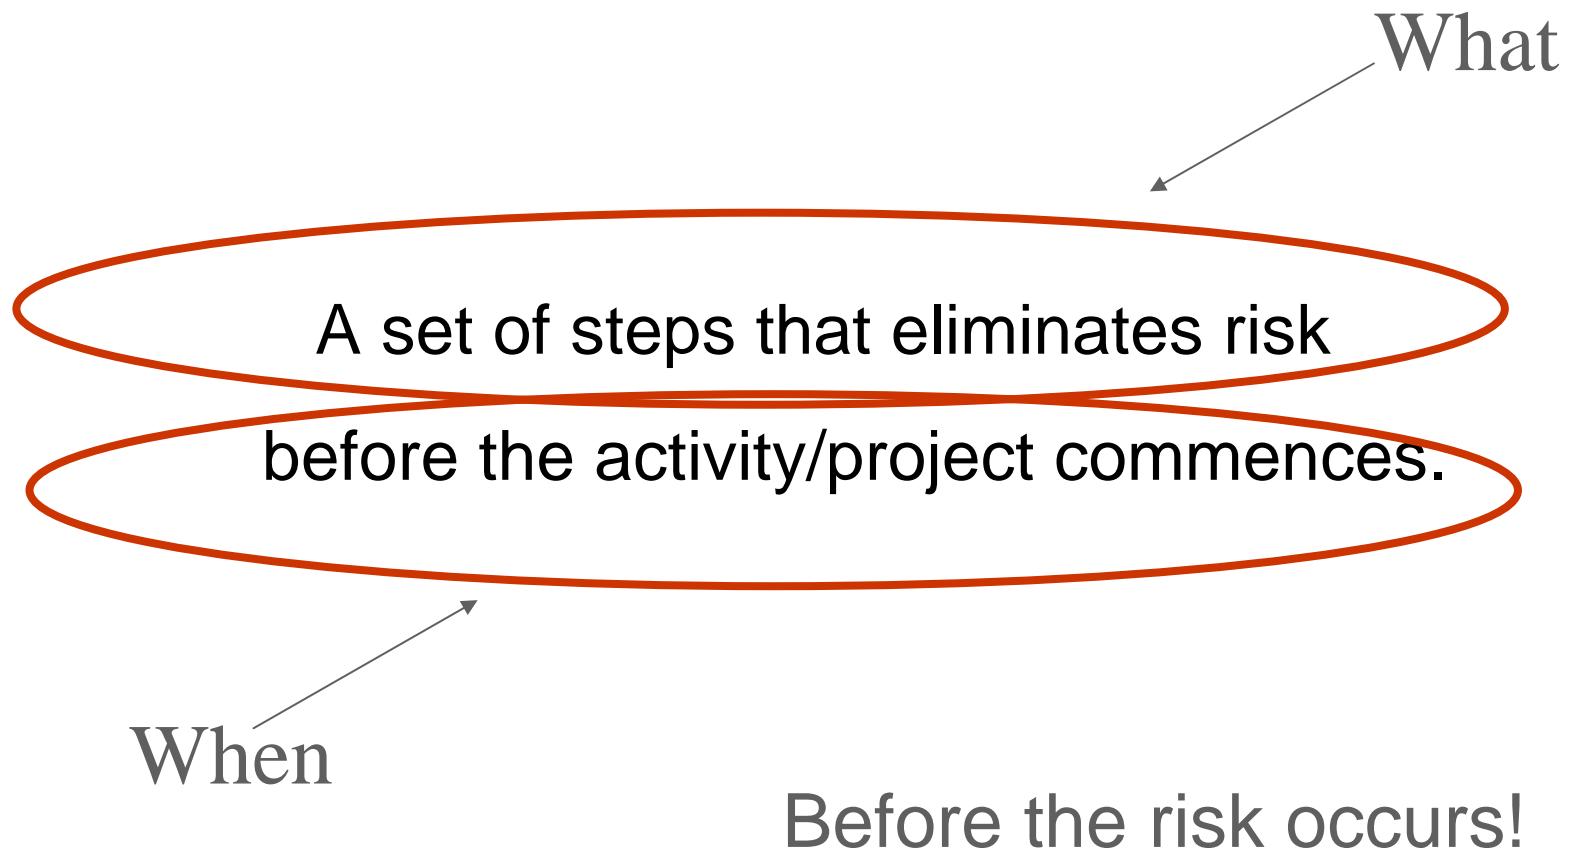 What
A set of steps that eliminates risk
before the activity/project commences.
When
Before the risk occurs!